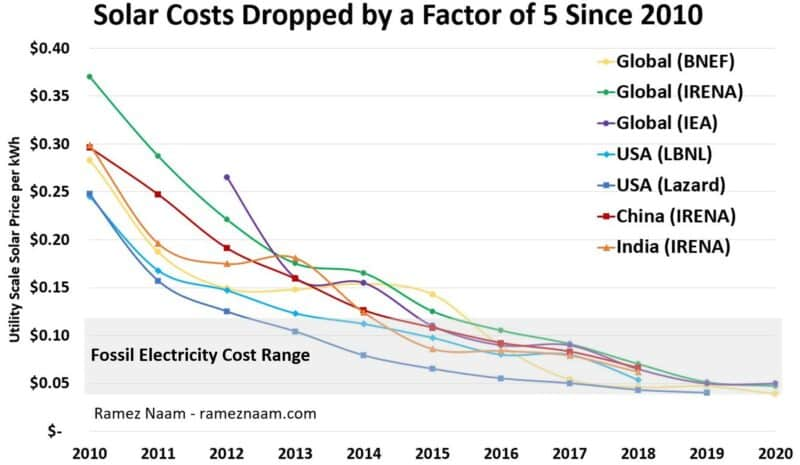 Solar Costs Dropped by a Factor of 5 Since 2010
Utility Scale Solar Price per kWh
$0.40
$0.35
$0.30
$0.25
$0.20
$0.15
$0.10
$0.05
$-
Global (BNEF)
Global (IRENA)
Global (IEA)
USA (LBNL)
USA (Lazard)
China (IRENA)
India (IRENA)
Fossil Electricity Cost Range
Ramez Naam - rameznaam.com
2010 2011 2012 2013 2014 2015 2016 2017 2018 2019 2020